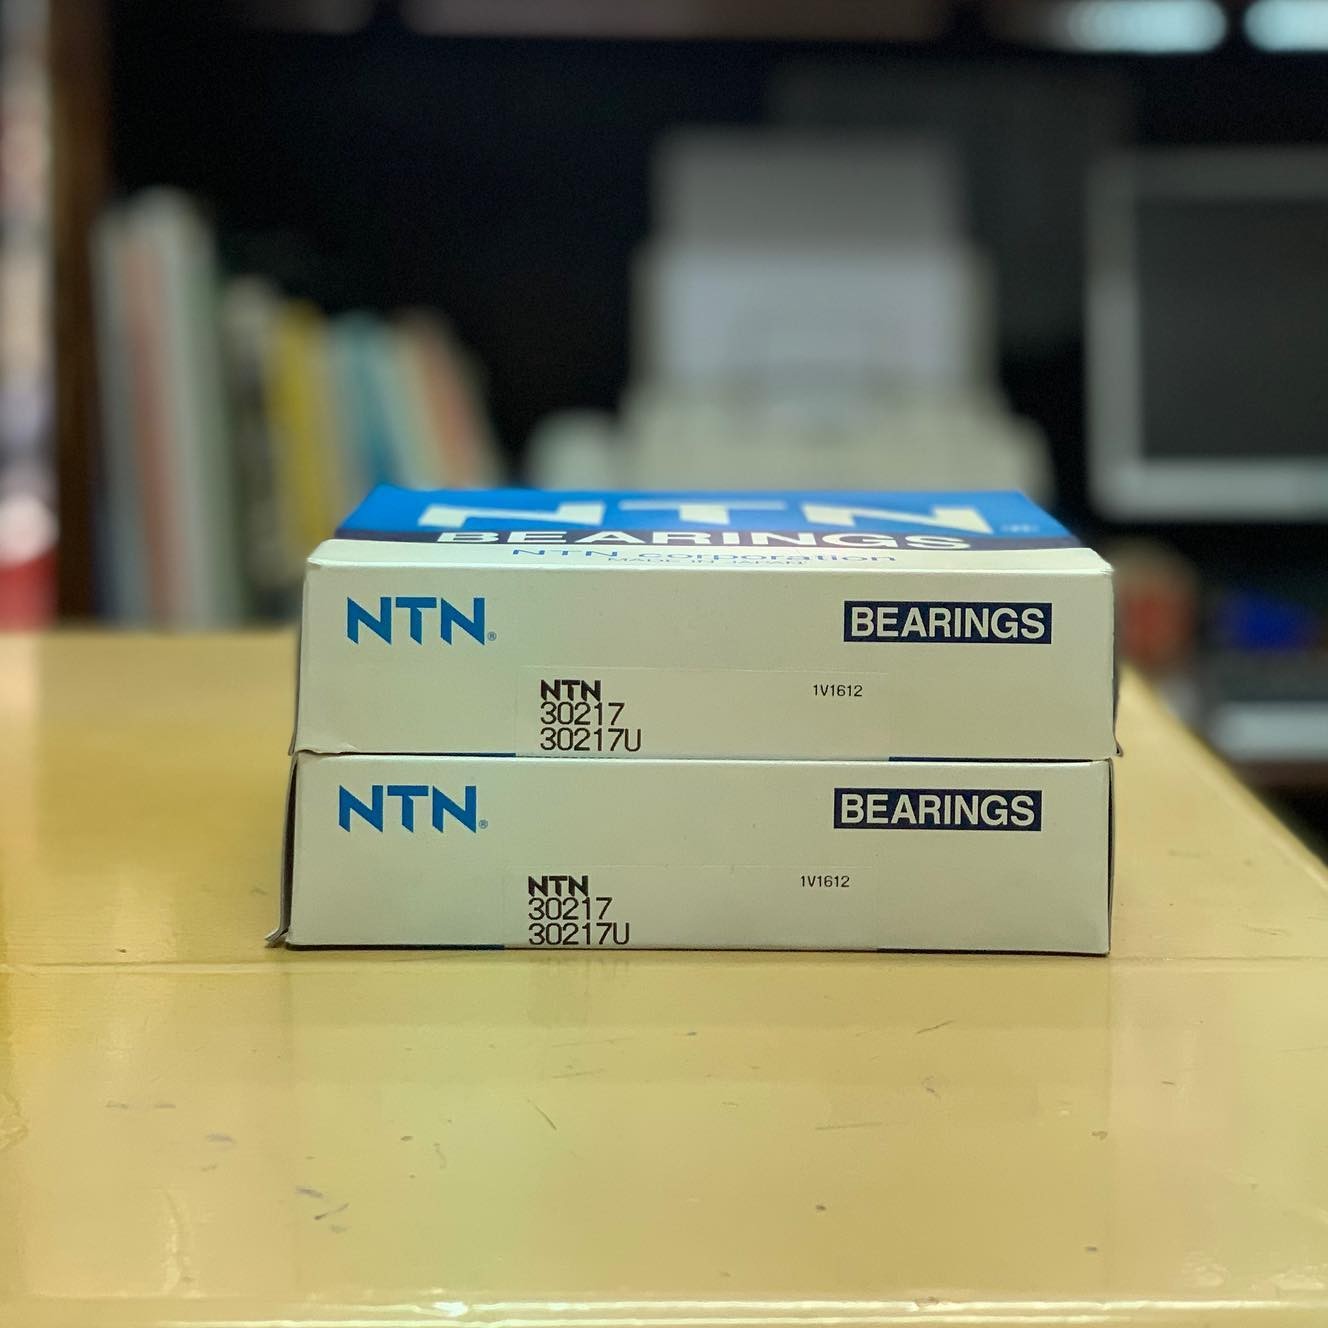 NTN
BEARINGS
NTN corporation
MADE IN JAPAN
NTN® BEARINGS
NTN 1V1612
30217
30217U
NTN® BEARINGS
NTN 1V1612
30217
30217U